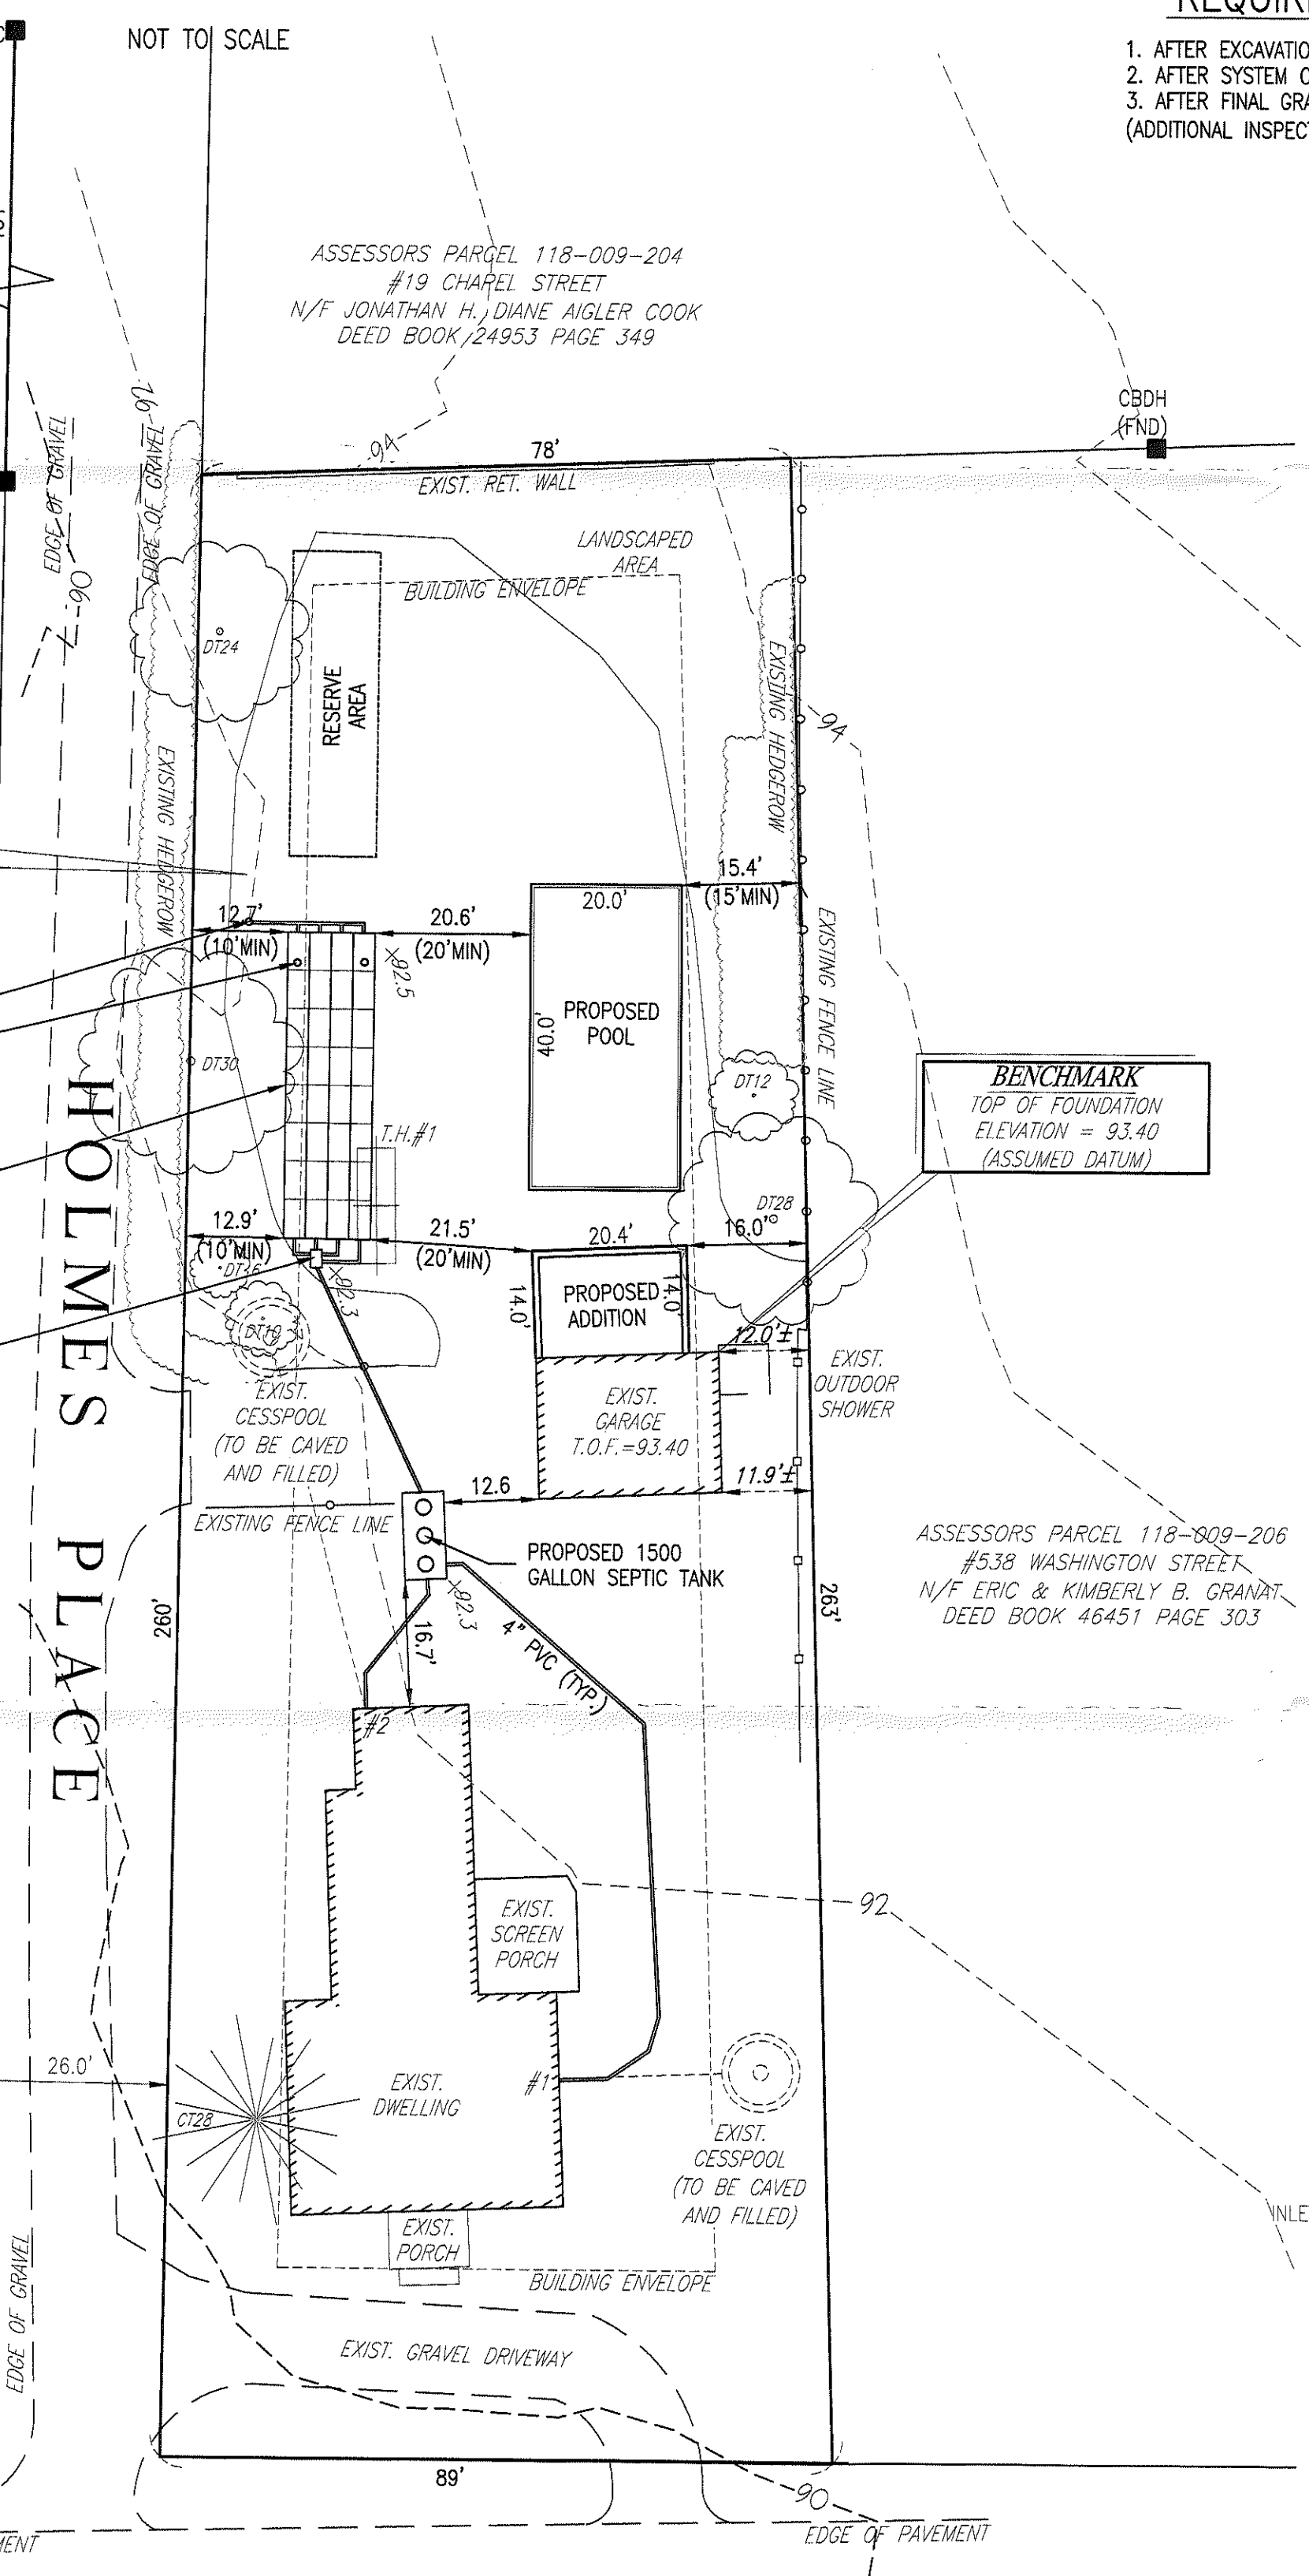 NOT TO SCALE
1. AFTER EXCAVATIO
2. AFTER SYSTEM
3. AFTER FINAL GRA
(ADDITIONAL INSPECT
ASSESSORS PARCEL 118-009-204
#19 CHAPEL STREET
N/F JONATHAN H., DIANE AIGLER COOK
DEED BOOK 24953 PAGE 349
CBDH
(FND)
94
78'
EXIST. RET. WALL
EDGE OF GRAVEL
EDGE OF GRAVEL
90
LANDSCAPED
AREA
BUILDING ENVELOPE
DT24
RESERVE
AREA
EXISTING HEDGEROW
EXISTING HEDGEROW
94
12.7'
(10'MIN)
20.6'
(20'MIN)
20.0'
15.4'
(15'MIN)
×92.5
40.0'
PROPOSED
POOL
EXISTING FENCE LINE
DT30
DT12
BENCHMARK
TOP OF FOUNDATION
ELEVATION = 93.40
(ASSUMED DATUM)
T.H.#1
DT28
12.9'
(10'MIN)
21.5'
(20'MIN)
20.4'
16.0'
DT16
×92.3
14.0'
PROPOSED
ADDITION
14.0'
DT10
12.0'±
EXIST.
OUTDOOR
SHOWER
EXIST.
CESSPOOL
(TO BE CAVED
AND FILLED)
EXIST.
GARAGE
T.O.F.=93.40
12.6
11.9'±
EXISTING FENCE LINE
PROPOSED 1500
GALLON SEPTIC TANK
ASSESSORS PARCEL 118-009-206
#538 WASHINGTON STREET
N/F ERIC & KIMBERLY B. GRANAT
DEED BOOK 46451 PAGE 303
HOLMES PLACE
260'
263'
×92.3
16.7'
4" PVC (TYP.)
#2
92
EXIST.
SCREEN
PORCH
26.0'
CT28
EXIST.
DWELLING
#1
EXIST.
CESSPOOL
(TO BE CAVED
AND FILLED)
INLE
EXIST.
PORCH
BUILDING ENVELOPE
EDGE OF GRAVEL
EXIST. GRAVEL DRIVEWAY
89'
90
EDGE OF PAVEMENT
MENT